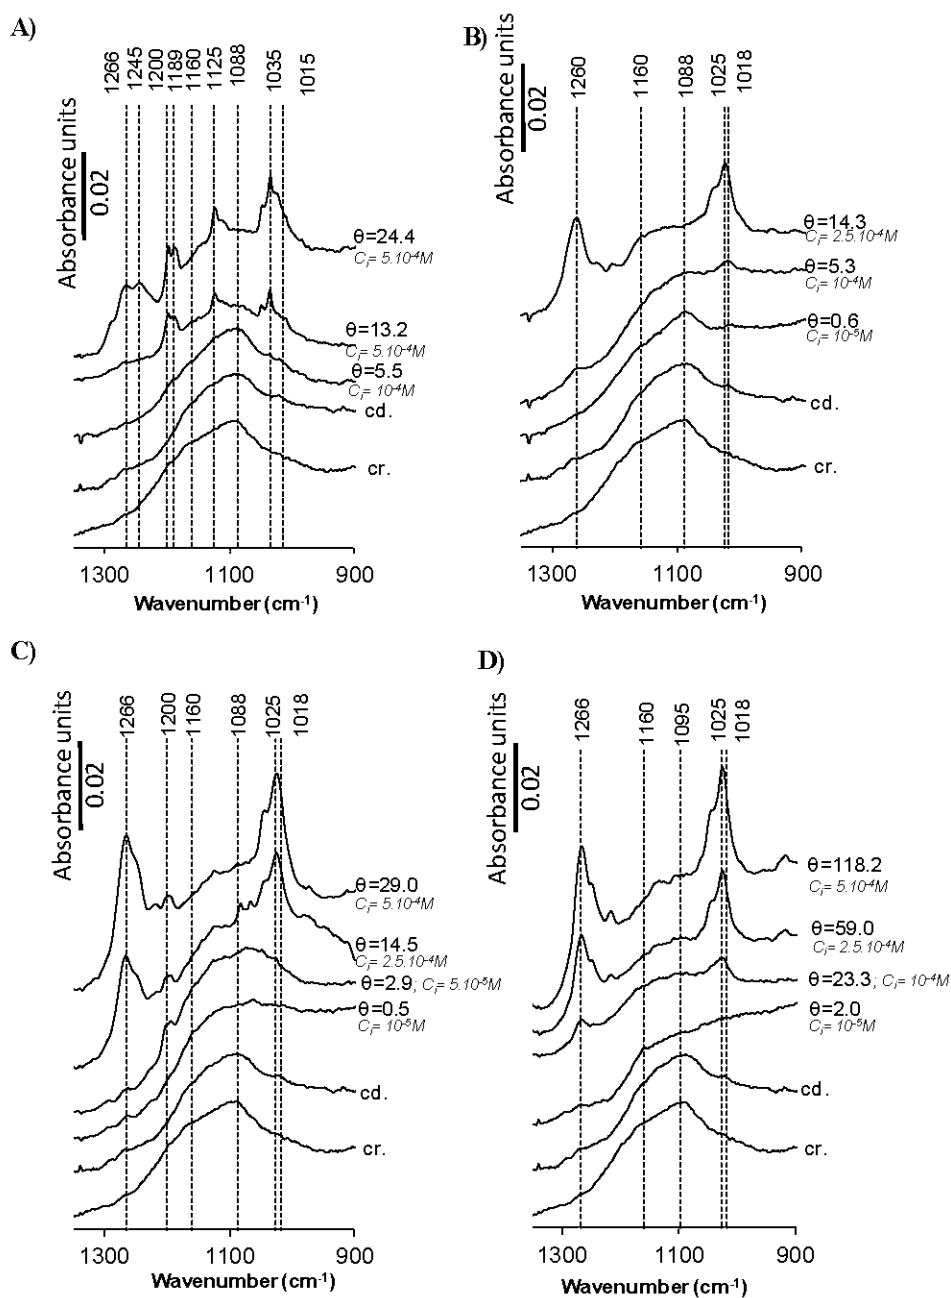 A)
1266
1245
1200
1189
1160
1125
1088
1035
1015
Absorbance units
0.02
θ=24.4
Cᵢ= 5.10⁻⁴M
θ=13.2
Cᵢ= 5.10⁻⁴M
θ=5.5
Cᵢ= 10⁻⁴M
cd.
cr.
1300 1100 900
Wavenumber (cm⁻¹)
B)
1260
1160
1088
1025
1018
Absorbance units
0.02
θ=14.3
Cᵢ= 2.5.10⁻⁴M
θ=5.3
Cᵢ= 10⁻⁴M
θ=0.6
Cᵢ= 10⁻⁵M
cd.
cr.
1300 1100 900
Wavenumber (cm⁻¹)
C)
1266
1200
1160
1088
1025
1018
Absorbance units
0.02
θ=29.0
Cᵢ= 5.10⁻⁴M
θ=14.5
Cᵢ= 2.5.10⁻⁴M
θ=2.9; Cᵢ= 5.10⁻⁵M
θ=0.5
Cᵢ= 10⁻⁵M
cd.
cr.
1300 1100 900
Wavenumber (cm⁻¹)
D)
1266
1160
1095
1025
1018
Absorbance units
0.02
θ=118.2
Cᵢ= 5.10⁻⁴M
θ=59.0
Cᵢ= 2.5.10⁻⁴M
θ=23.3; Cᵢ= 10⁻⁴M
θ=2.0
Cᵢ= 10⁻⁵M
cd.
cr.
1300 1100 900
Wavenumber (cm⁻¹)